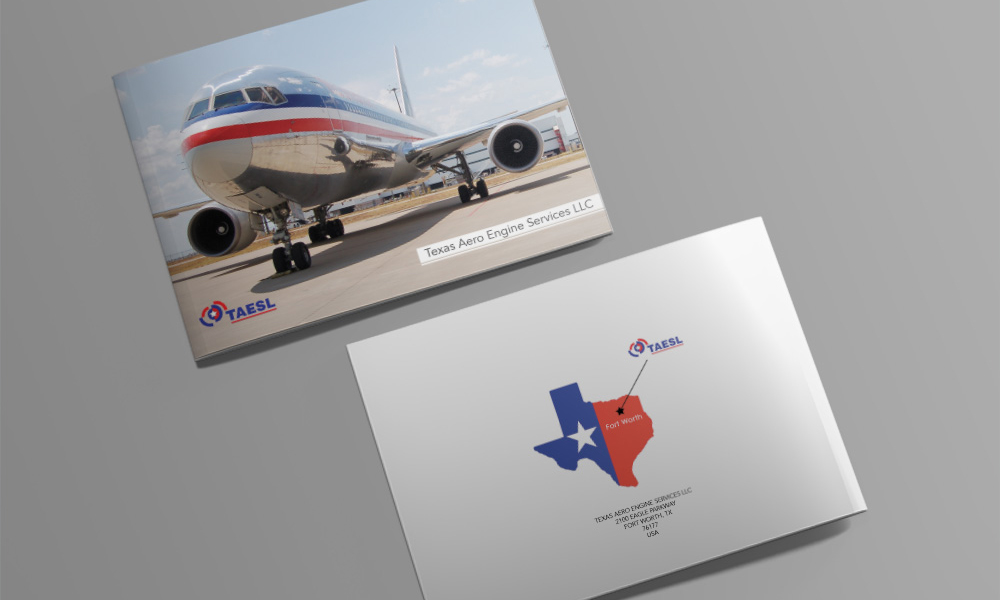 Texas Aero Engine Services LLC
TAESL
TAESL
Fort Worth
TEXAS AERO ENGINE SERVICES LLC
2100 EAGLE PARKWAY
FORT WORTH, TX
76177
USA